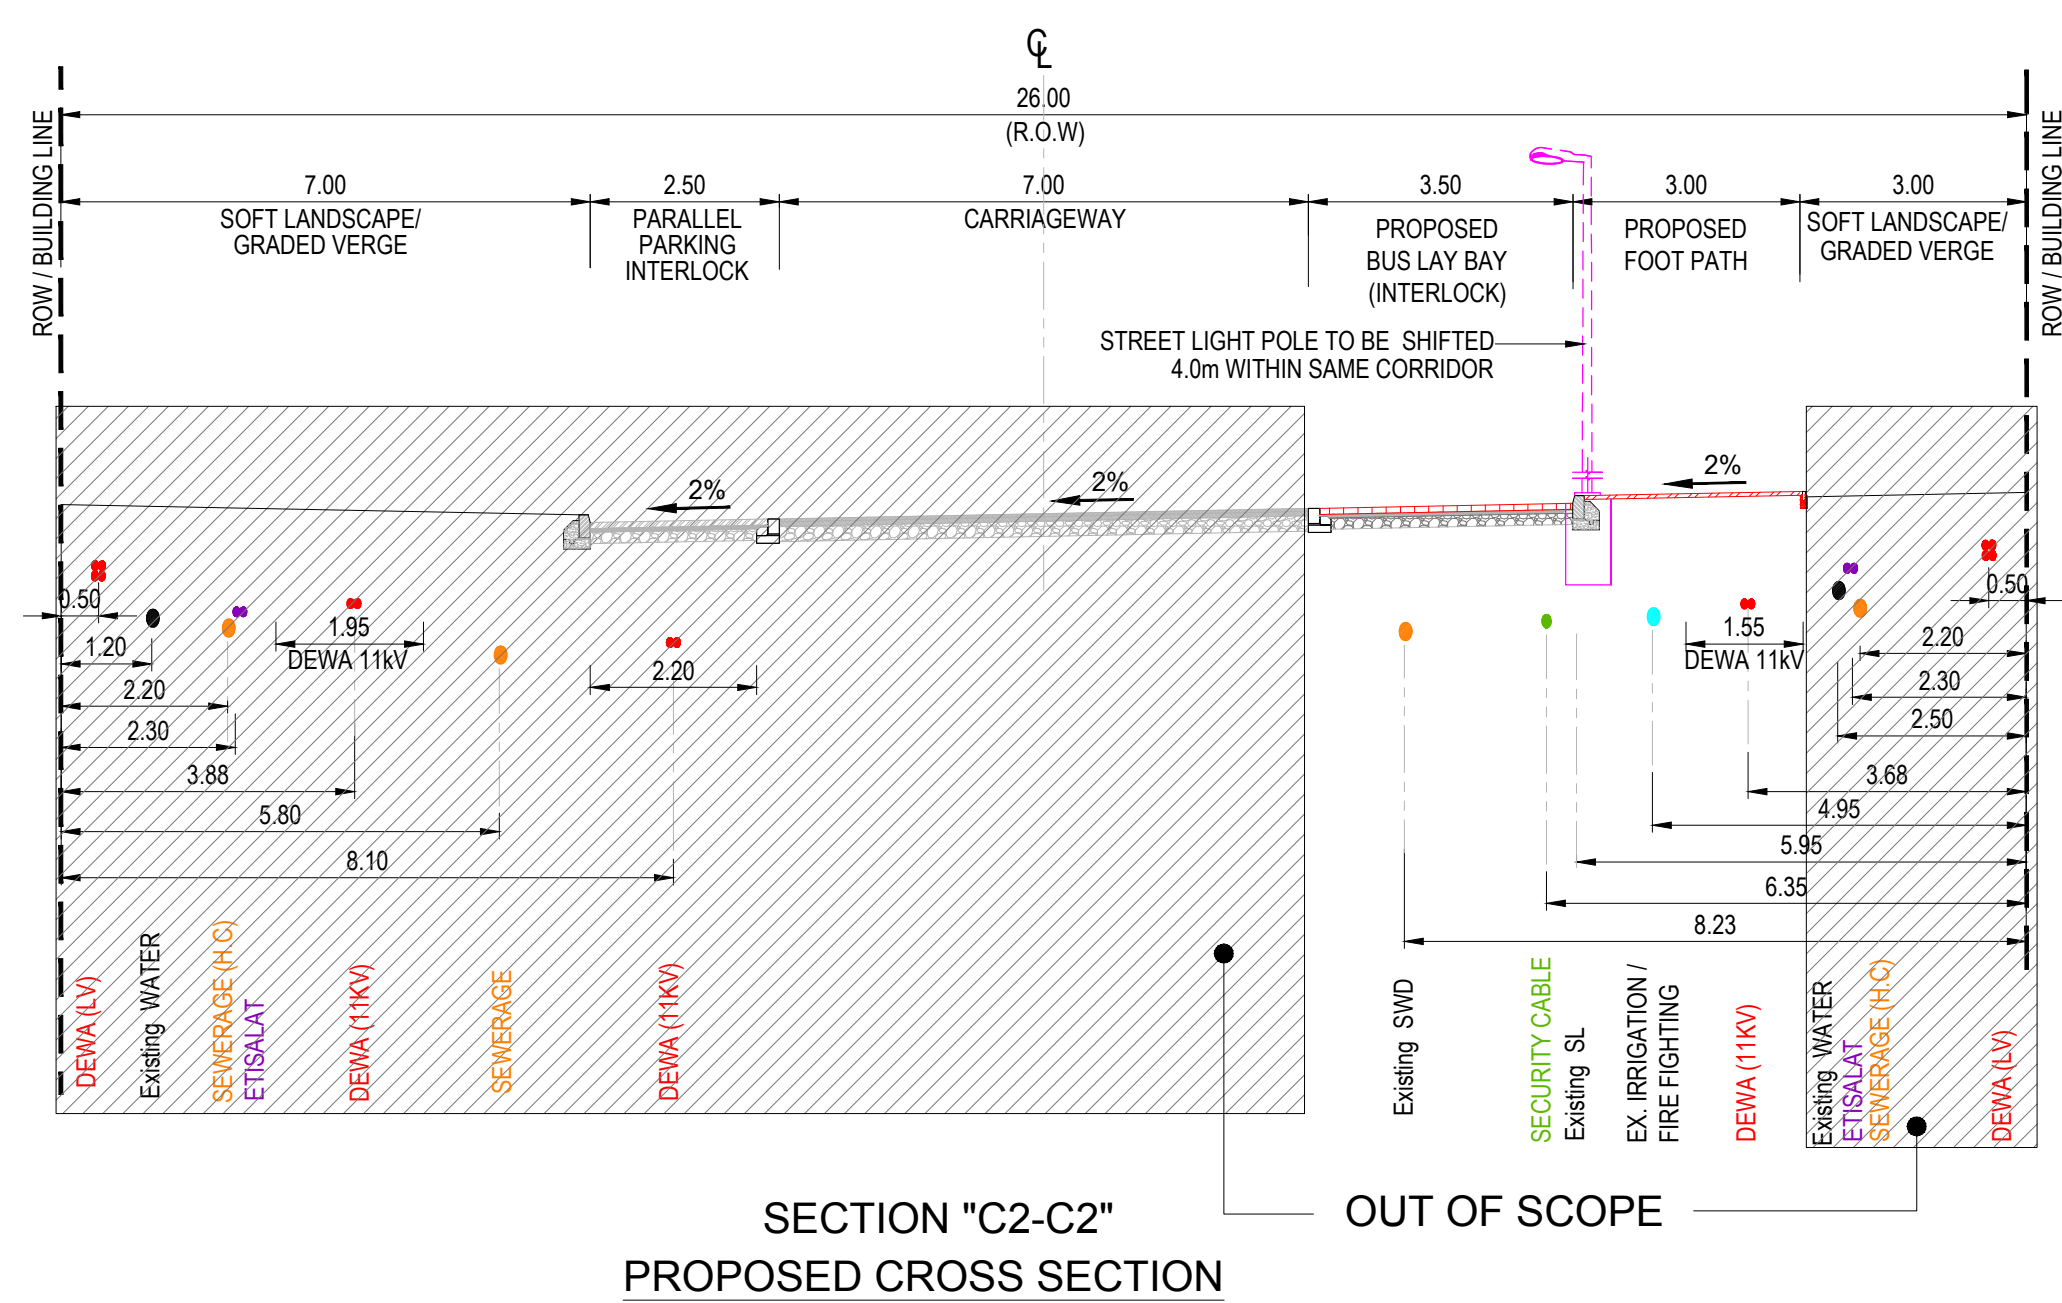 ℄
26.00
(R.O.W)
ROW / BUILDING LINE
ROW / BUILDING LINE
7.00
SOFT LANDSCAPE/
GRADED VERGE
2.50
PARALLEL
PARKING
INTERLOCK
7.00
CARRIAGEWAY
3.50
PROPOSED
BUS LAY BAY
(INTERLOCK)
3.00
PROPOSED
FOOT PATH
3.00
SOFT LANDSCAPE/
GRADED VERGE
STREET LIGHT POLE TO BE SHIFTED
4.0m WITHIN SAME CORRIDOR
2%
2%
2%
0.50
1.20
2.20
2.30
3.88
5.80
8.10
1.95
DEWA 11kV
2.20
1.55
DEWA 11kV
0.50
2.20
2.30
2.50
3.68
4.95
5.95
6.35
8.23
DEWA (LV)
Existing WATER
SEWERAGE (H.C)
ETISALAT
DEWA (11KV)
SEWERAGE
DEWA (11KV)
Existiing SWD
SECURITY CABLE
Existing SL
EX. IRRIGATION /
FIRE FIGHTING
DEWA (11KV)
Existing WATER
ETISALAT
SEWERAGE (H.C)
DEWA (LV)
SECTION "C2-C2"
PROPOSED CROSS SECTION
OUT OF SCOPE